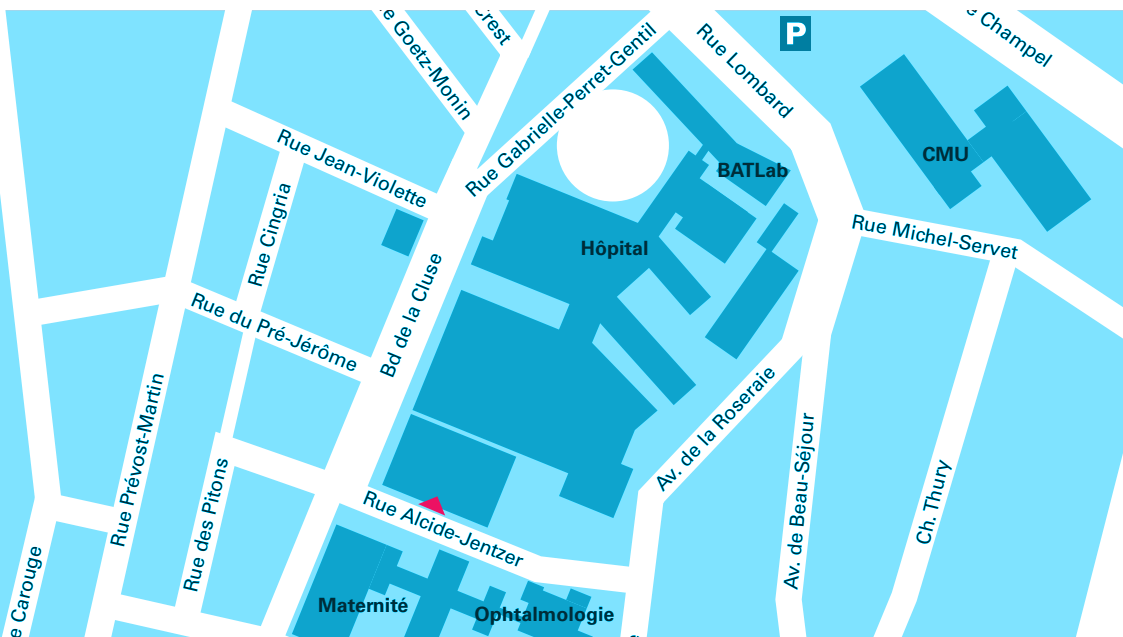 Crest
Goetz-Monin
Rue Gabrielle-Perret-Gentil
Rue Lombard
P
Champel
Rue Jean-Violette
CMU
BATLab
Rue Cingria
Hôpital
Rue Michel-Servet
Bd de la Cluse
Rue du Pré-Jérôme
Rue Prévost-Martin
Av. de la Roseraie
Av. de Beau-Séjour
Ch. Thury
Rue des Pitons
Rue Alcide-Jentzer
Carouge
Maternité
Ophtalmologie